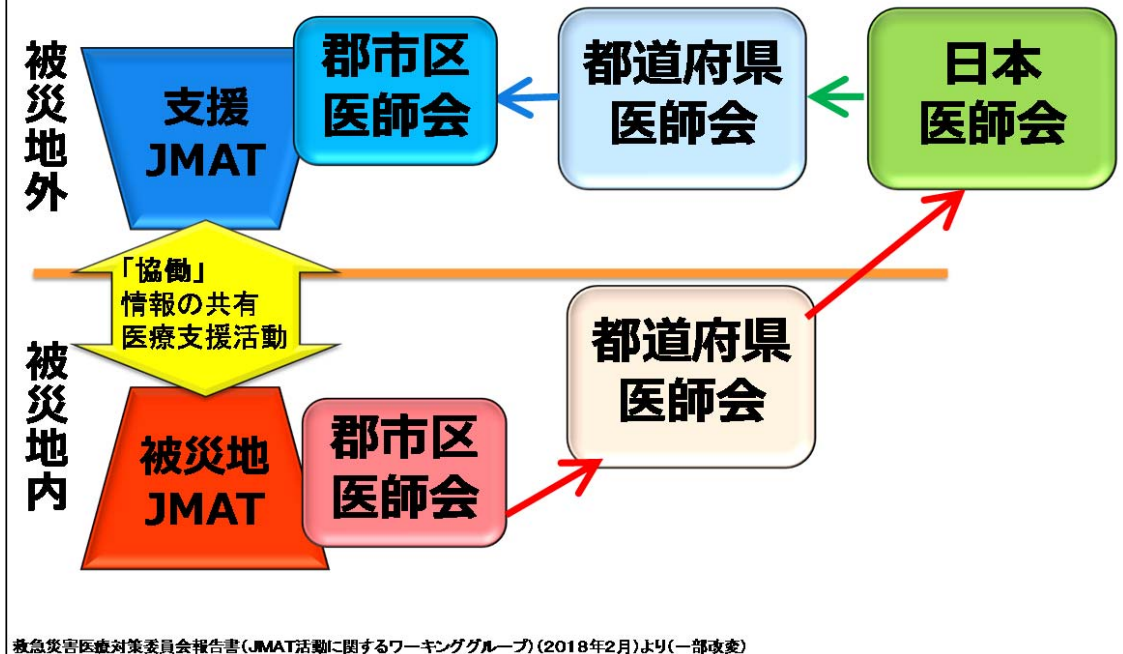 被災地外
支援
JMAT
郡市区
医師会
都道府県
医師会
日本
医師会
「協働」
情報の共有
医療支援活動
被災地内
被災地
JMAT
郡市区
医師会
都道府県
医師会
救急災害医療対策委員会報告書(JMAT活動に関するワーキンググループ)(2018年2月)より(一部改変)